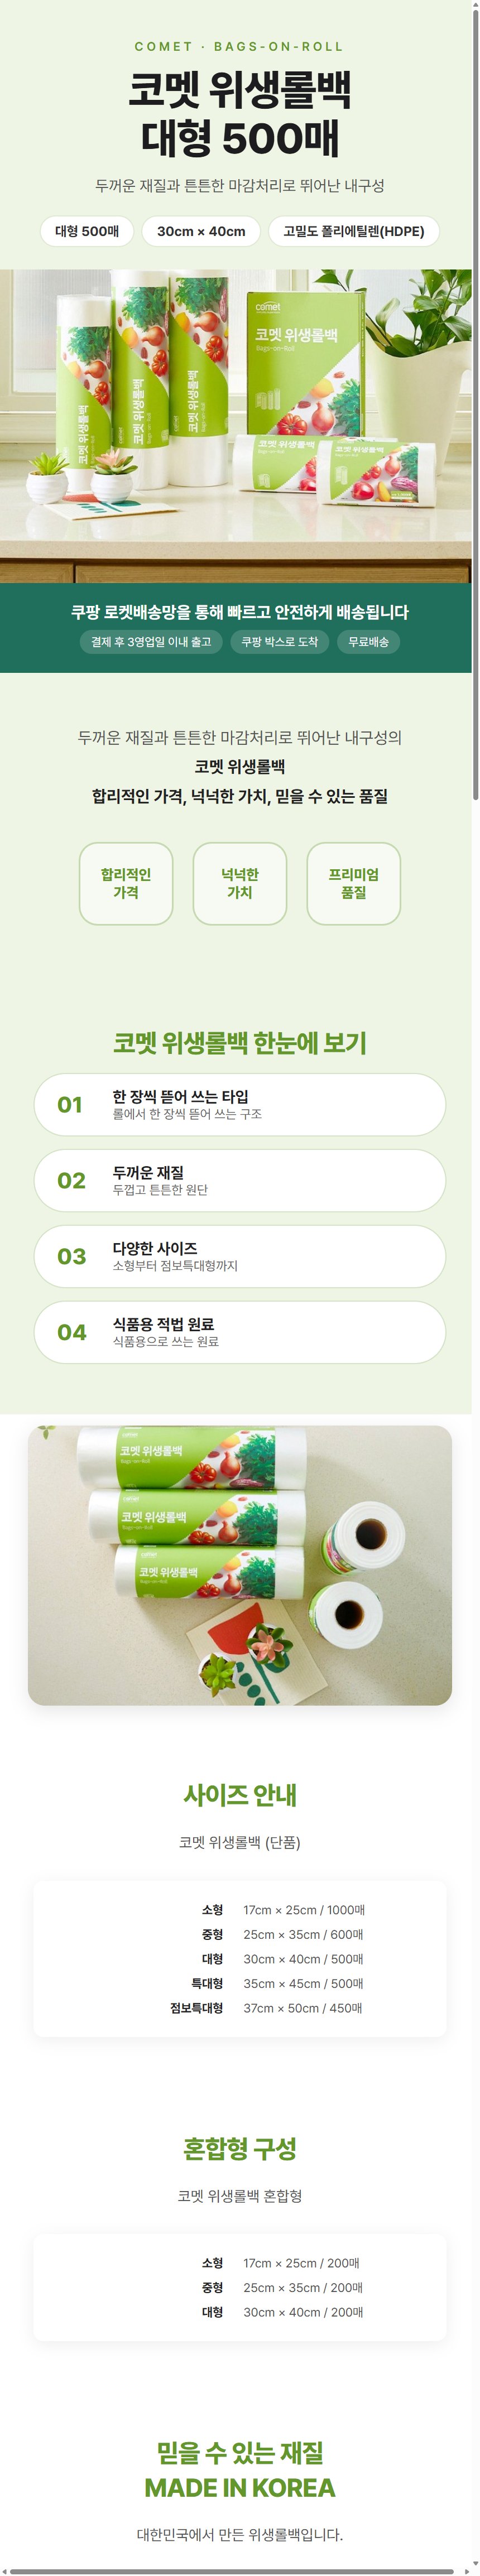 COMET · BAGS-ON-ROLL
코멧 위생롤백
대형 500매
두꺼운 재질과 튼튼한 마감처리로 뛰어난 내구성
대형 500매
30cm × 40cm
고밀도 폴리에틸렌(HDPE)
comet
코멧 위생롤백
Bags-on-Roll
코멧 위생롤백
코멧 위생롤백
코멧 위생롤백
코멧 위생롤백
코멧 위생롤백
쿠팡 로켓배송망을 통해 빠르고 안전하게 배송됩니다
결제 후 3영업일 이내 출고
쿠팡 박스로 도착
무료배송
두꺼운 재질과 튼튼한 마감처리로 뛰어난 내구성의
코멧 위생롤백
합리적인 가격, 넉넉한 가치, 믿을 수 있는 품질
합리적인
가격
넉넉한
가치
프리미엄
품질
코멧 위생롤백 한눈에 보기
01
한 장씩 뜯어 쓰는 타입
롤에서 한 장씩 뜯어 쓰는 구조
02
두꺼운 재질
두껍고 튼튼한 원단
03
다양한 사이즈
소형부터 점보특대형까지
04
식품용 적법 원료
식품용으로 쓰는 원료
코멧 위생롤백
Bags-on-Roll
comet
코멧 위생롤백
Bags-on-Roll
comet
코멧 위생롤백
Bags-on-Roll
사이즈 안내
코멧 위생롤백 (단품)
소형 17cm × 25cm / 1000매
중형 25cm × 35cm / 600매
대형 30cm × 40cm / 500매
특대형 35cm × 45cm / 500매
점보특대형 37cm × 50cm / 450매
혼합형 구성
코멧 위생롤백 혼합형
소형 17cm × 25cm / 200매
중형 25cm × 35cm / 200매
대형 30cm × 40cm / 200매
믿을 수 있는 재질
MADE IN KOREA
대한민국에서 만든 위생롤백입니다.